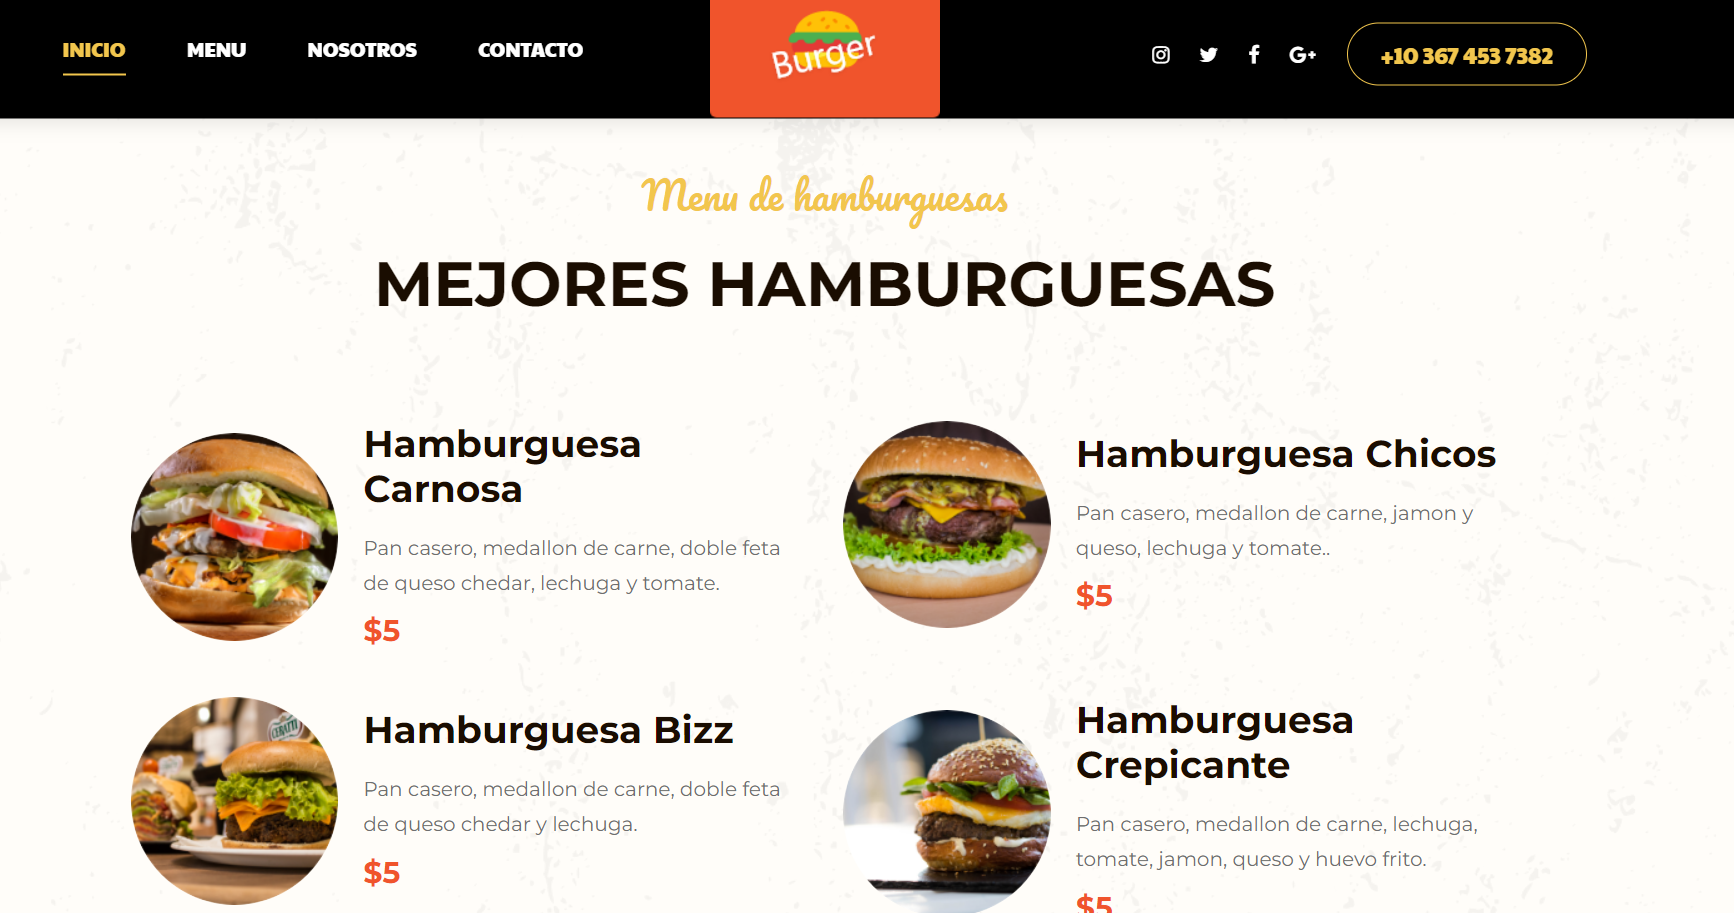 INICIO MENU NOSOTROS CONTACTO
Burger
+10 367 453 7382
Menu de hamburguesas
MEJORES HAMBURGUESAS
Hamburguesa
Carnosa
Pan casero, medallon de carne, doble feta
de queso chedar, lechuga y tomate.
$5
Hamburguesa Chicos
Pan casero, medallon de carne, jamon y
queso, lechuga y tomate..
$5
CERATTI
Hamburguesa Bizz
Pan casero, medallon de carne, doble feta
de queso chedar y lechuga.
$5
Hamburguesa
Crepicante
Pan casero, medallon de carne, lechuga,
tomate, jamon, queso y huevo frito.
$5